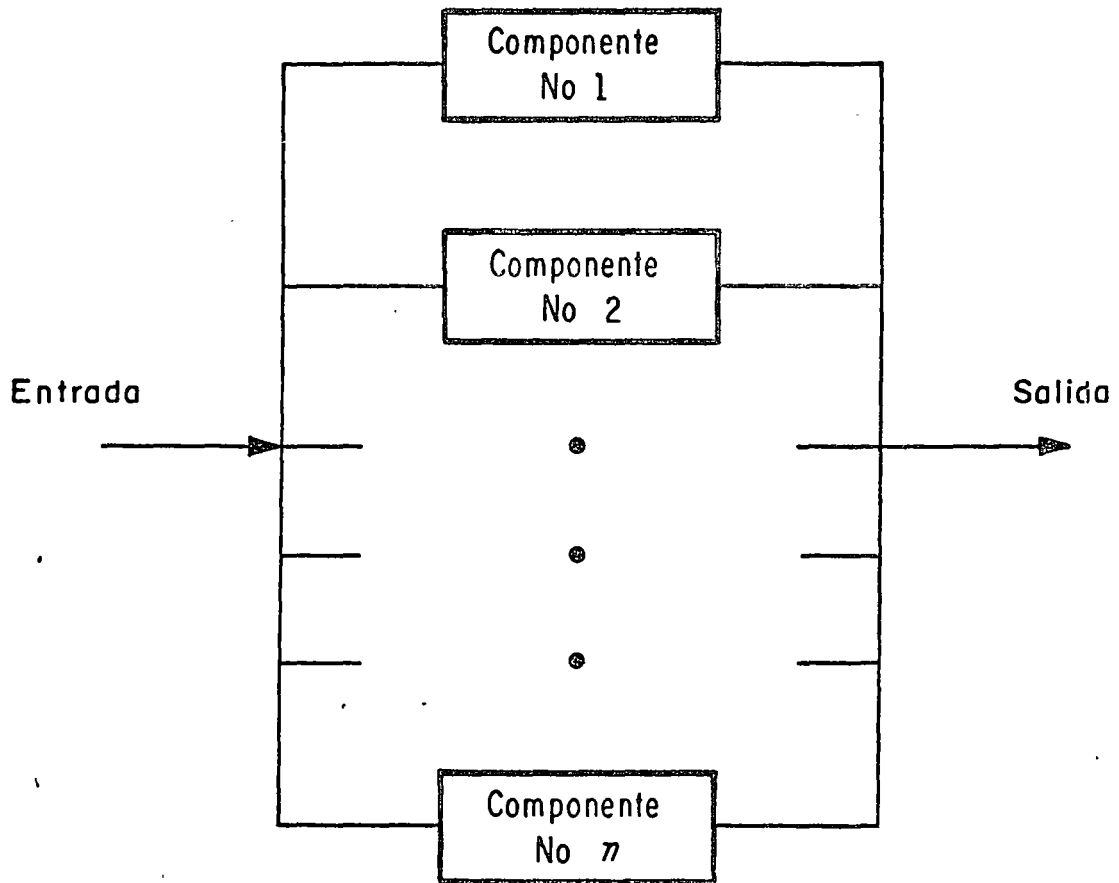 Componente
No 1
Componente
No 2
Entrada
Salida
Componente
No n